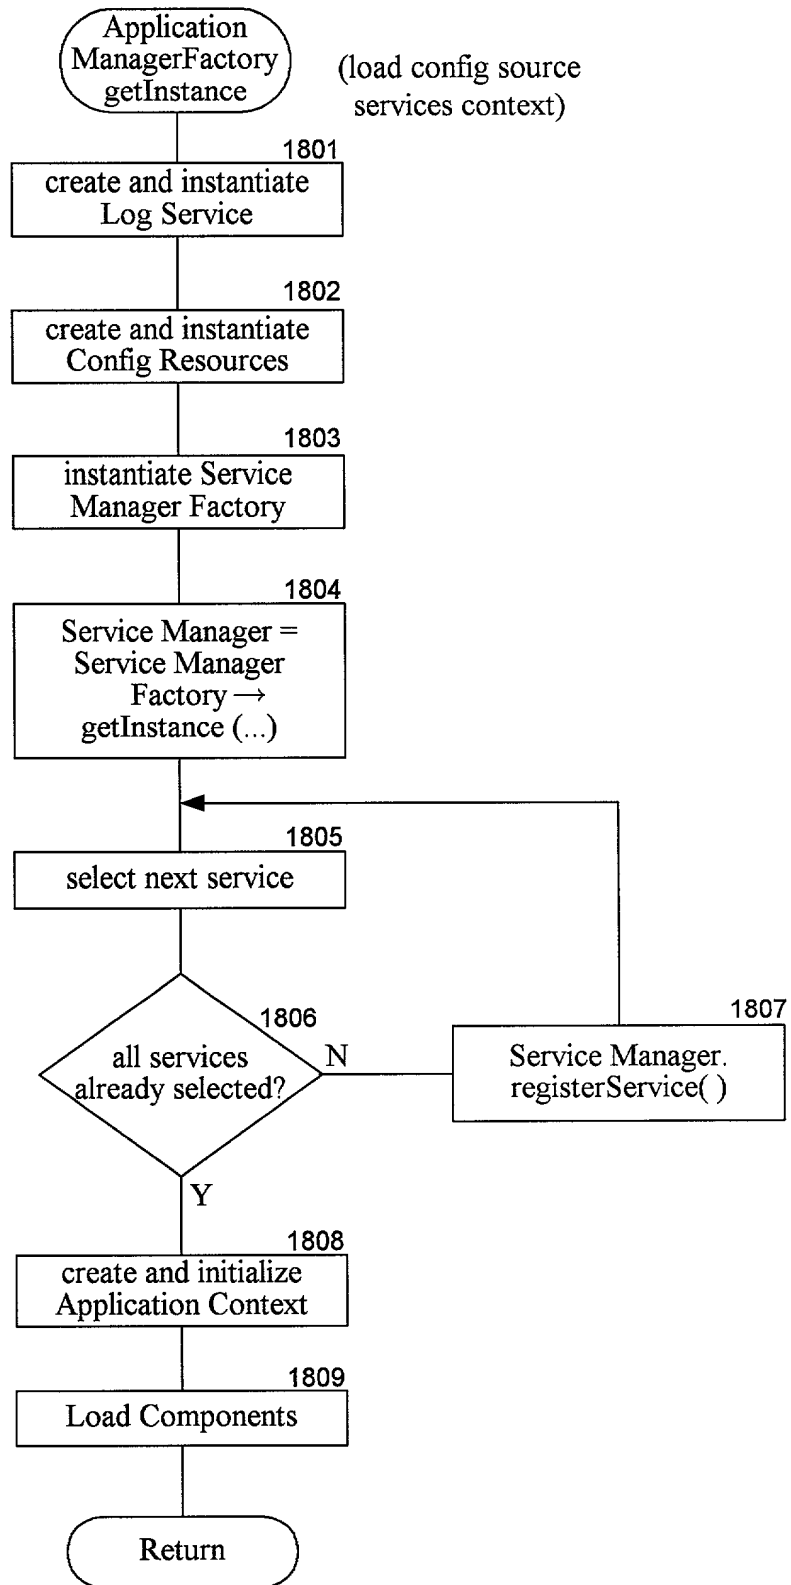 Application
ManagerFactory
getInstance
(load config source
services context)
1801
create and instantiate
Log Service
1802
create and instantiate
Config Resources
1803
instantiate Service
Manager Factory
1804
Service Manager =
Service Manager
Factory →
getInstance (...)
1805
select next service
1806
all services
already selected?
N
1807
Service Manager.
registerService( )
Y
1808
create and initialize
Application Context
1809
Load Components
Return